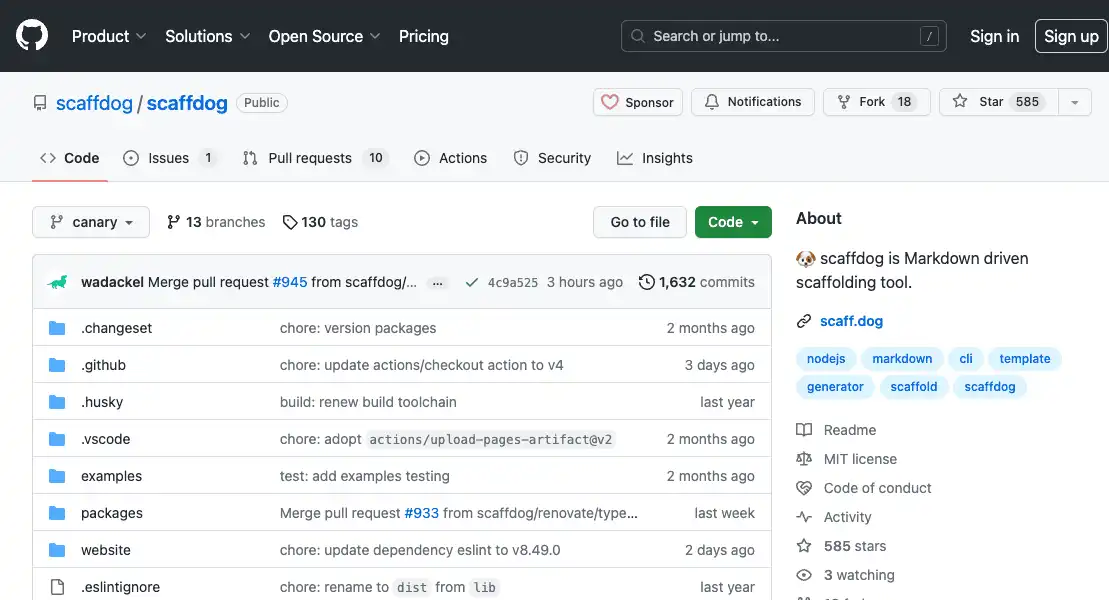 Product Solutions Open Source Pricing Search or jump to... / Sign in Sign up
scaffdog / scaffdog Public Sponsor Notifications Fork 18 Star 585
Code Issues 1 Pull requests 10 Actions Security Insights
canary 13 branches 130 tags Go to file Code
wadackel Merge pull request #945 from scaffdog/... ... 4c9a525 3 hours ago 1,632 commits
.changeset chore: version packages 2 months ago
.github chore: update actions/checkout action to v4 3 days ago
.husky build: renew build toolchain last year
.vscode chore: adopt actions/upload-pages-artifact@v2 2 months ago
examples test: add examples testing 2 months ago
packages Merge pull request #933 from scaffdog/renovate/type... last week
website chore: update dependency eslint to v8.49.0 2 days ago
.eslintignore chore: rename to dist from lib last year
About
scaffdog is Markdown driven
scaffolding tool.
scaff.dog
nodejs markdown cli template
generator scaffold scaffdog
Readme
MIT license
Code of conduct
Activity
585 stars
3 watching